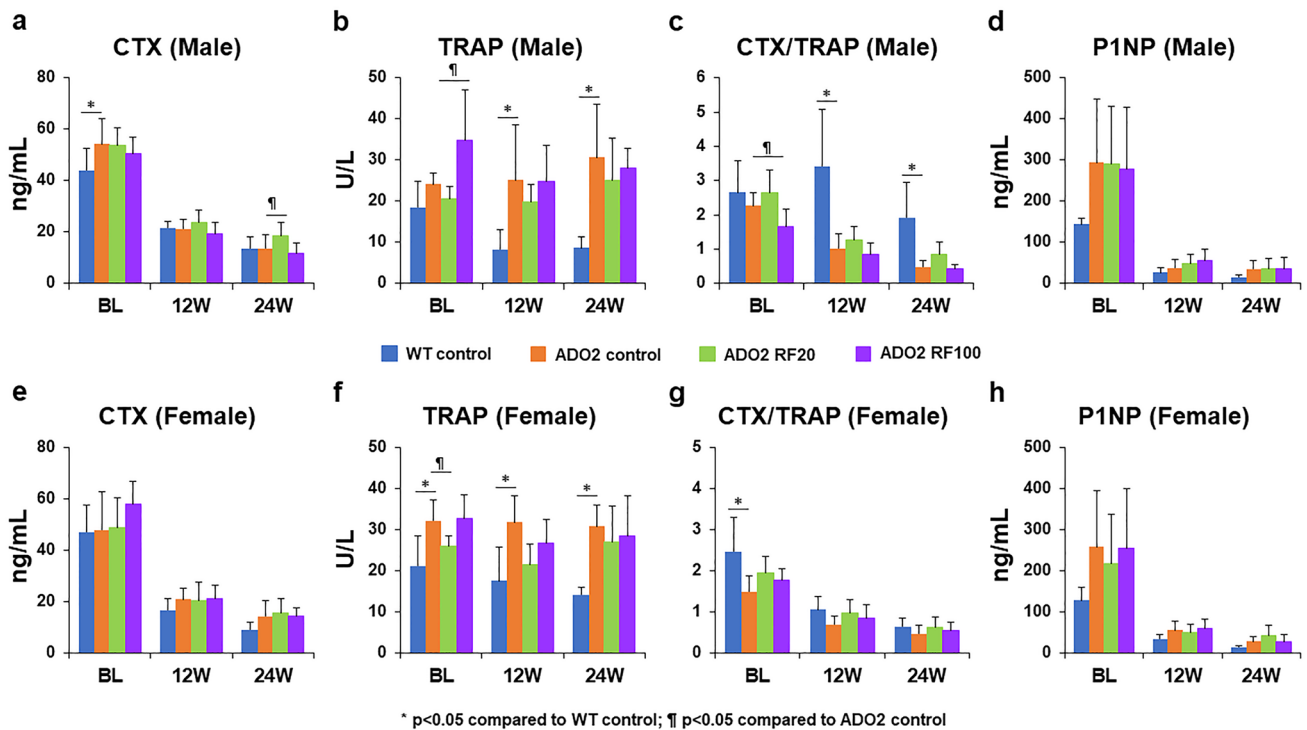 a
CTX (Male)
ng/mL
80
60
40
20
0
*
¶
BL 12W 24W
b
TRAP (Male)
U/L
50
40
30
20
10
0
¶
*
*
BL 12W 24W
c
CTX/TRAP (Male)
6
5
4
3
2
1
0
¶
*
*
BL 12W 24W
d
P1NP (Male)
ng/mL
500
400
300
200
100
0
BL 12W 24W
WT control ADO2 control ADO2 RF20 ADO2 RF100
e
CTX (Female)
ng/mL
80
60
40
20
0
BL 12W 24W
f
TRAP (Female)
U/L
50
40
30
20
10
0
*
¶
*
*
BL 12W 24W
g
CTX/TRAP (Female)
5
4
3
2
1
0
*
BL 12W 24W
h
P1NP (Female)
ng/mL
500
400
300
200
100
0
BL 12W 24W
* p<0.05 compared to WT control; ¶ p<0.05 compared to ADO2 control